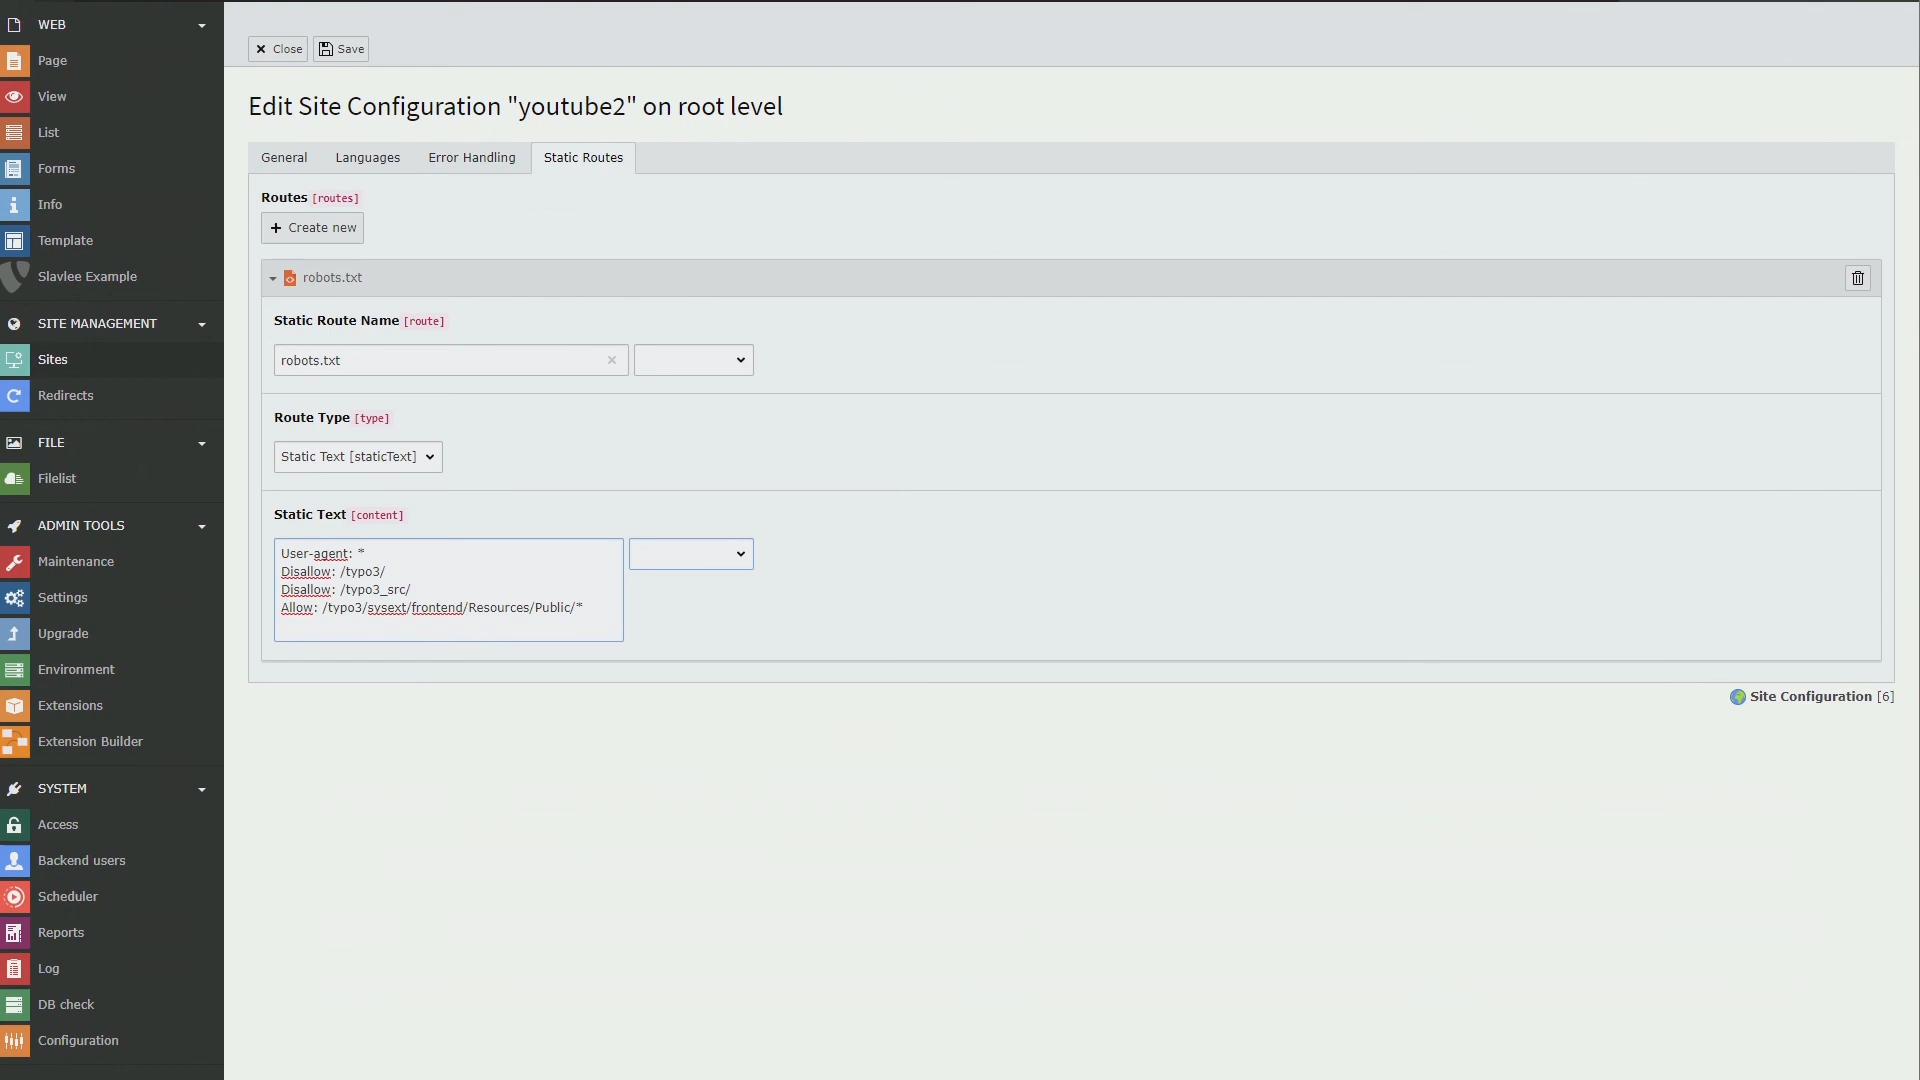 WEB
Page
View
List
Forms
Info
Template
Slavlee Example
SITE MANAGEMENT
Sites
Redirects
FILE
Filelist
ADMIN TOOLS
Maintenance
Settings
Upgrade
Environment
Extensions
Extension Builder
SYSTEM
Access
Backend users
Scheduler
Reports
Log
DB check
Configuration
Close Save
Edit Site Configuration "youtube2" on root level
General Languages Error Handling Static Routes
Routes [routes]
Create new
robots.txt
Static Route Name [route]
robots.txt
Route Type [type]
Static Text [staticText]
Static Text [content]
User-agent: *
Disallow: /typo3/
Disallow: /typo3_src/
Allow: /typo3/sysext/frontend/Resources/Public/*
Site Configuration [6]